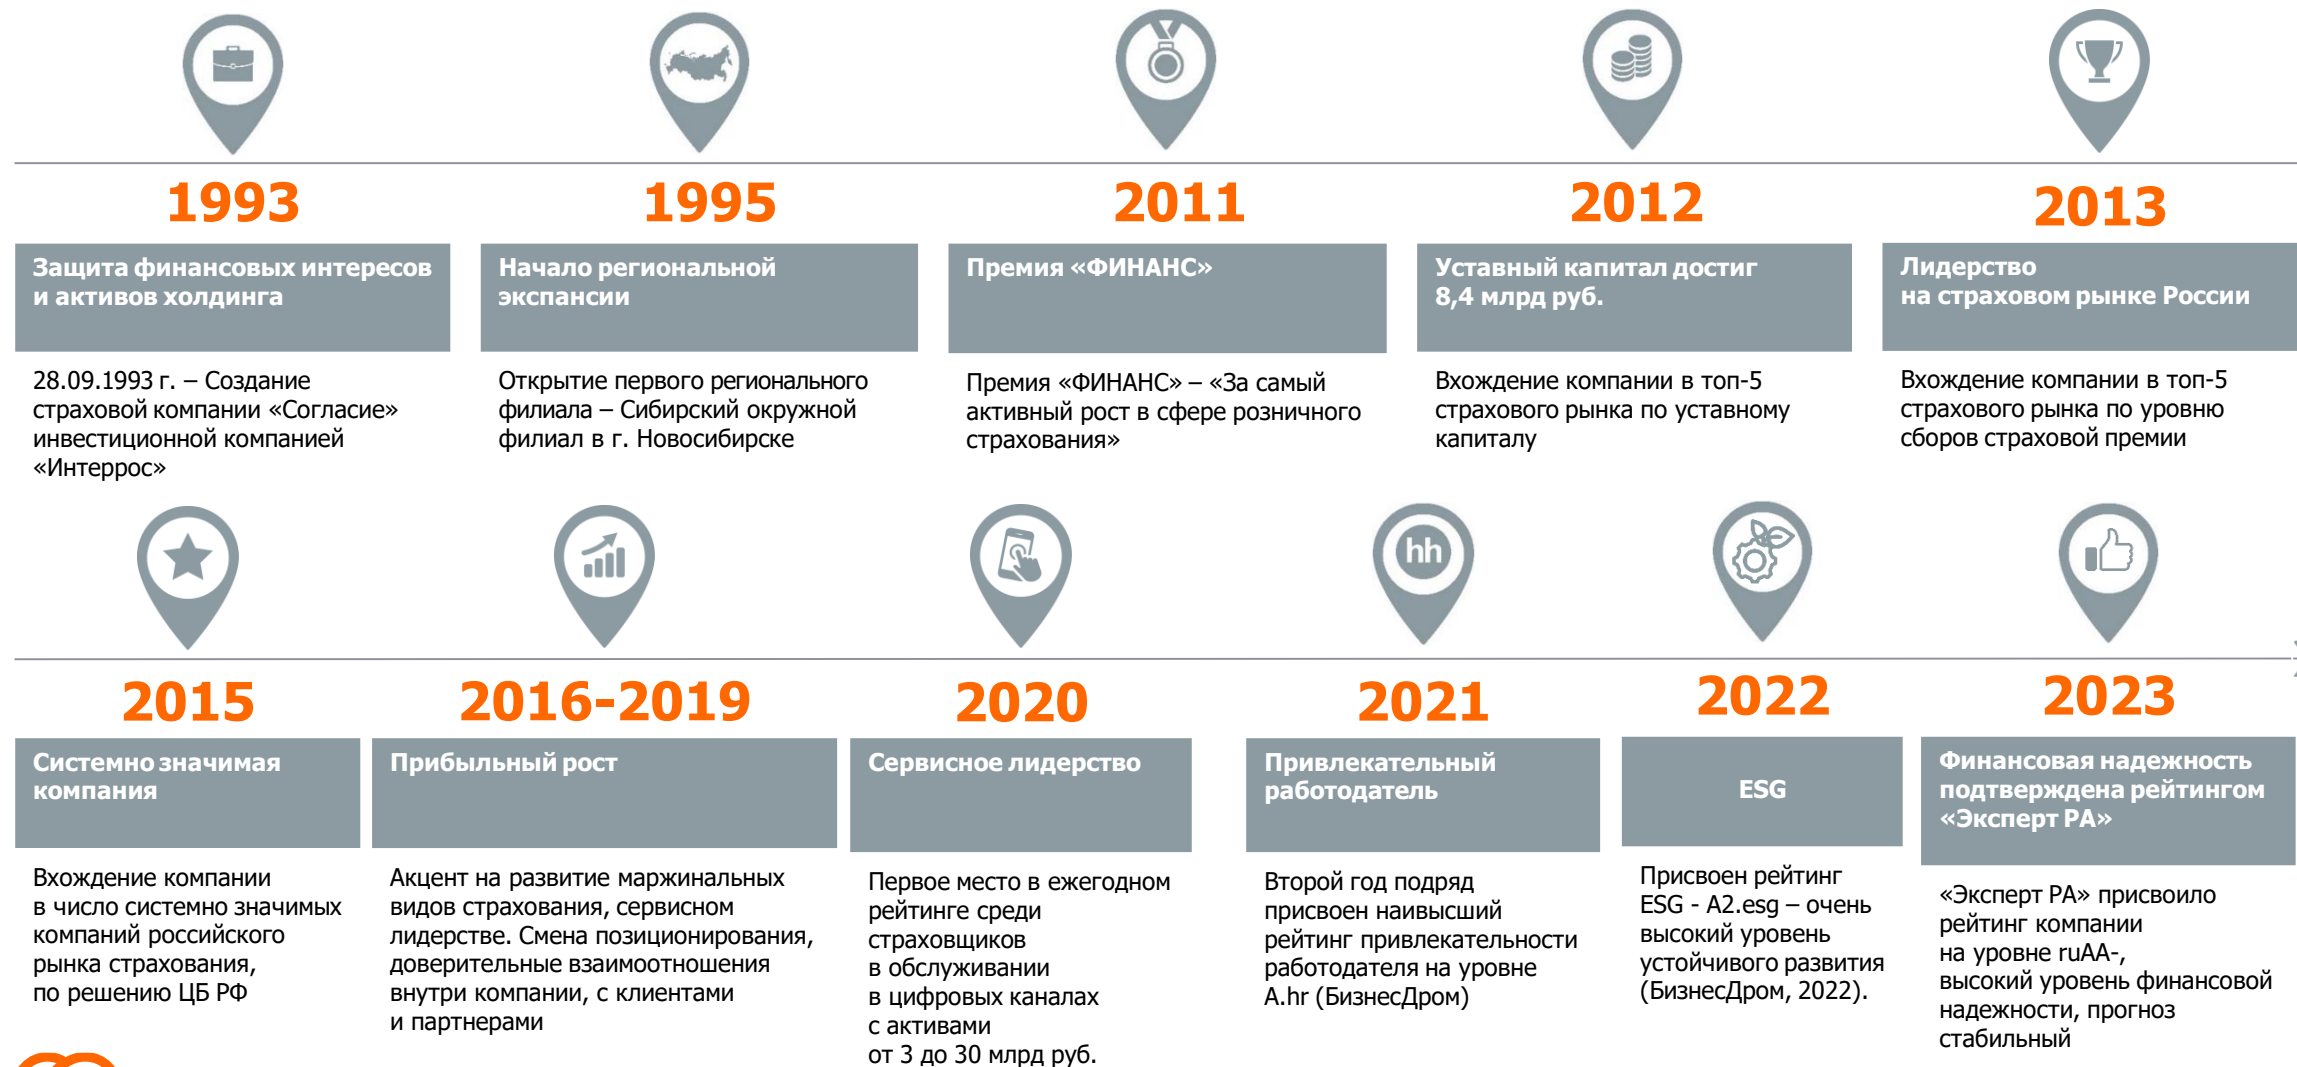 1993
Защита финансовых интересов
и активов холдинга
28.09.1993 г. – Создание
страховой компании «Согласие»
инвестиционной компанией
«Интеррос»
1995
Начало региональной
экспансии
Открытие первого регионального
филиала – Сибирский окружной
филиал в г. Новосибирске
2011
Премия «ФИНАНС»
Премия «ФИНАНС» – «За самый
активный рост в сфере розничного
страхования»
2012
Уставный капитал достиг
8,4 млрд руб.
Вхождение компании в топ-5
страхового рынка по уставному
капиталу
2013
Лидерство
на страховом рынке России
Вхождение компании в топ-5
страхового рынка по уровню
сборов страховой премии
2015
Системно значимая
компания
Вхождение компании
в число системно значимых
компаний российского
рынка страхования,
по решению ЦБ РФ
2016-2019
Прибыльный рост
Акцент на развитие маржинальных
видов страхования, сервисном
лидерстве. Смена позиционирования,
доверительные взаимоотношения
внутри компании, с клиентами
и партнерами
2020
Сервисное лидерство
Первое место в ежегодном
рейтинге среди
страховщиков
в обслуживании
в цифровых каналах
с активами
от 3 до 30 млрд руб.
hh
2021
Привлекательный
работодатель
Второй год подряд
присвоен наивысший
рейтинг привлекательности
работодателя на уровне
A.hr (БизнесДром)
2022
ESG
Присвоен рейтинг
ESG - A2.esg – очень
высокий уровень
устойчивого развития
(БизнесДром, 2022).
2023
Финансовая надежность
подтверждена рейтингом
«Эксперт РА»
«Эксперт РА» присвоило
рейтинг компании
на уровне ruAA-,
высокий уровень финансовой
надежности, прогноз
стабильный